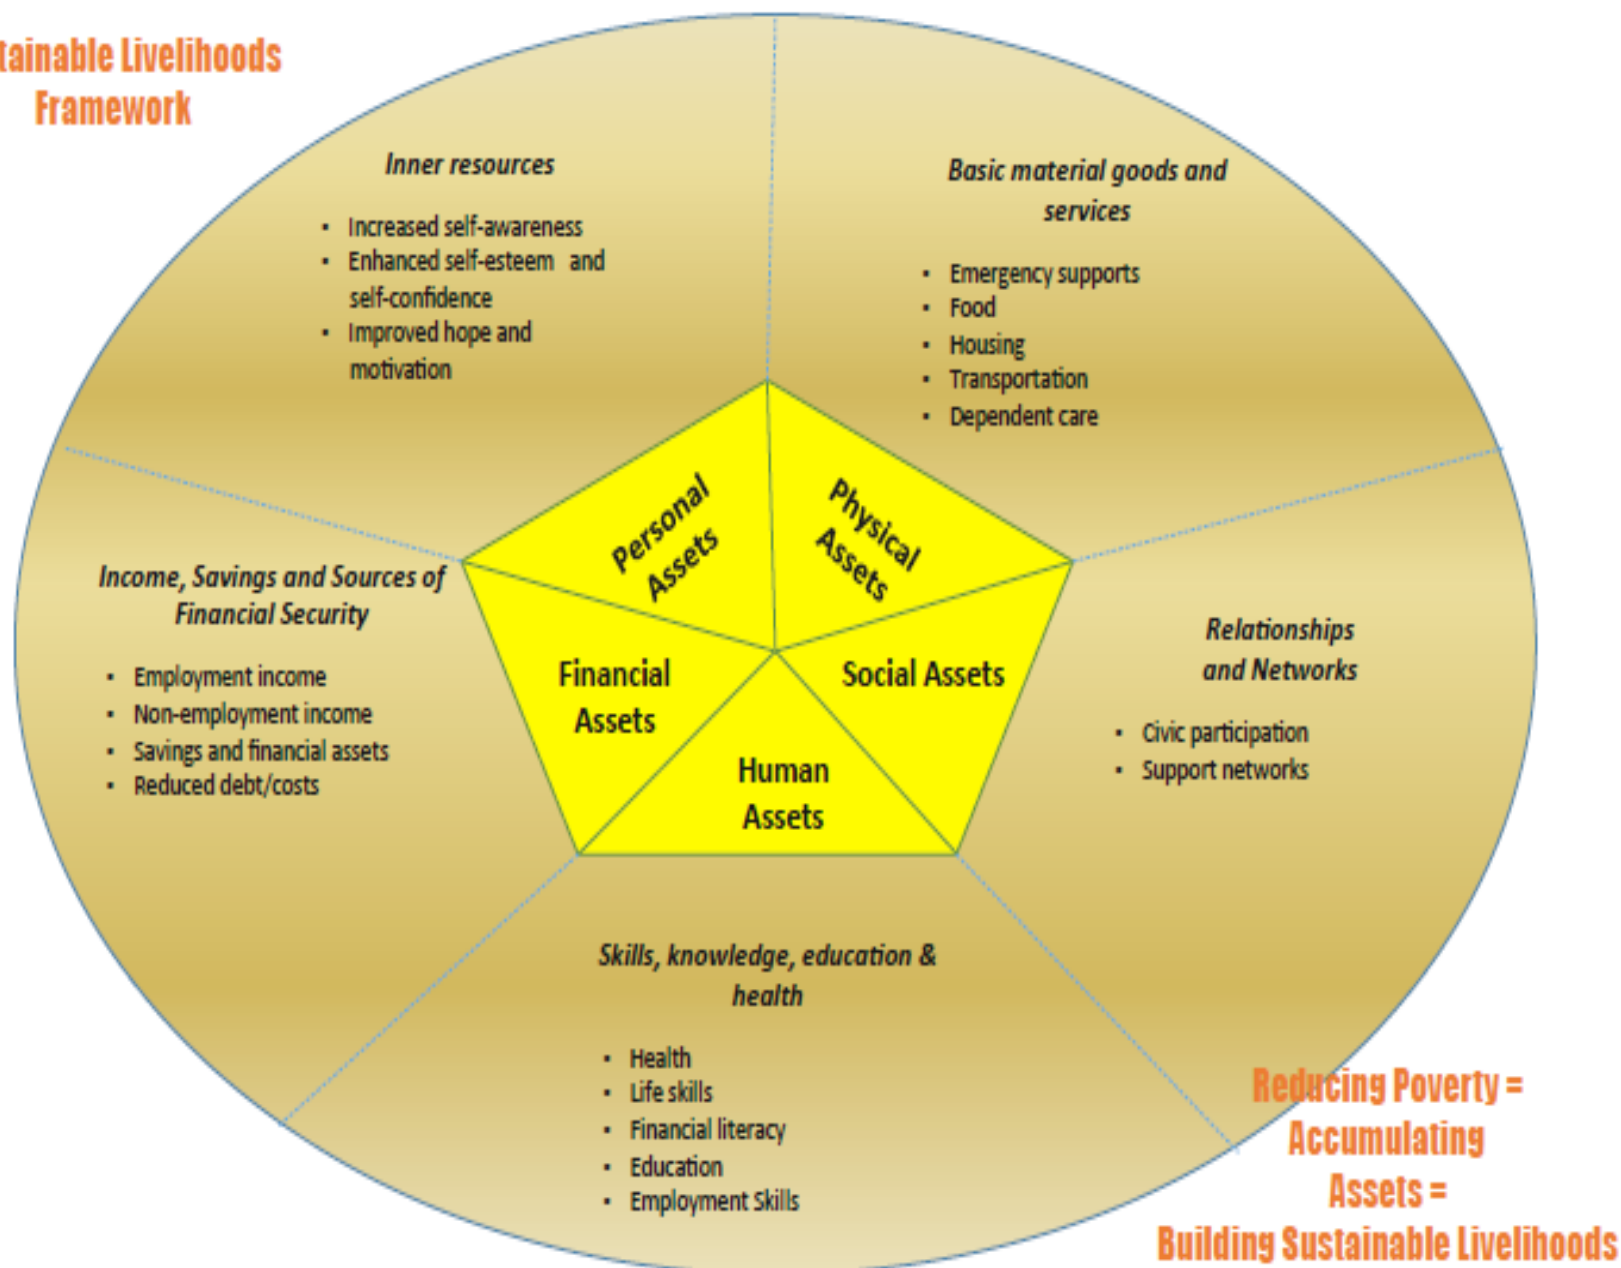 tainable Livelihoods
Framework
Inner resources
▪ Increased self-awareness
▪ Enhanced self-esteem and
self-confidence
▪ Improved hope and
motivation
Basic material goods and
services
▪ Emergency supports
▪ Food
▪ Housing
▪ Transportation
▪ Dependent care
Personal
Assets
Physical
Assets
Income, Savings and Sources of
Financial Security
▪ Employment income
▪ Non-employment income
▪ Savings and financial assets
▪ Reduced debt/costs
Financial
Assets
Social Assets
Human
Assets
Relationships
and Networks
▪ Civic participation
▪ Support networks
Skills, knowledge, education &
health
▪ Health
▪ Life skills
▪ Financial literacy
▪ Education
▪ Employment Skills
Reducing Poverty =
Accumulating
Assets =
Building Sustainable Livelihoods